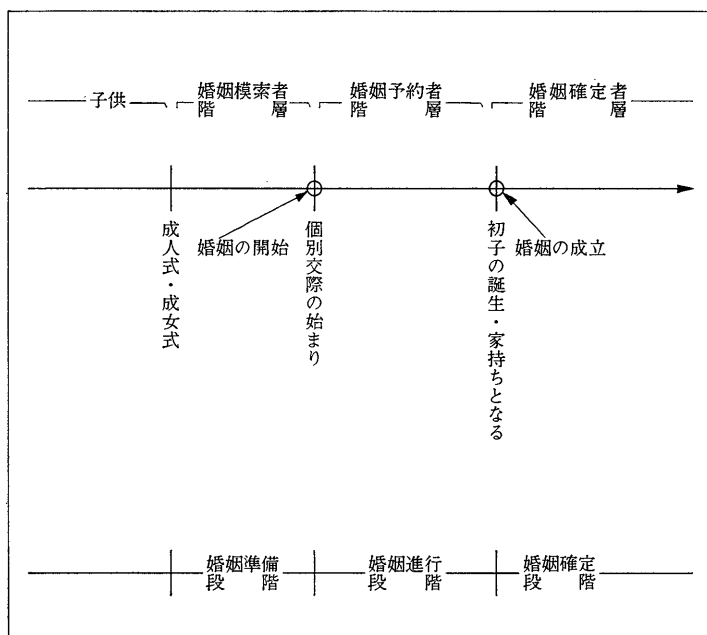 子供
婚姻模索者
階層
婚姻予約者
階層
婚姻確定者
階層
成人式・成女式
婚姻の開始
個別交際の始まり
初子の誕生・家持ちとなる
婚姻の成立
婚姻準備
段階
婚姻進行
段階
婚姻確定
段階